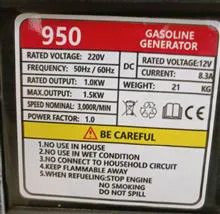 950
GASOLINE
GENERATOR
RATED VOLTAGE: 220V
DC
RATED VOLTAGE:12V
FREQUENCY: 50Hz / 60Hz
CURRENT: 8.3A
RATED OUTPUT: 1.0KW
WEIGHT: 21 KG
MAX.OUTPUT: 1.5KW
SPEED NOMINAL: 3,000R/MIN
POWER FACTOR: 1.0
BE CAREFUL
1.NO USE IN HOUSE
2.NO USE IN WET CONDITION
3.NO CONNECT TO HOUSEHOLD CIRCUIT
4.KEEP FLAMMABLE AWAY
5.WHEN REFUELING:STOP ENGINE
NO SMOKING
DO NOT SPILL